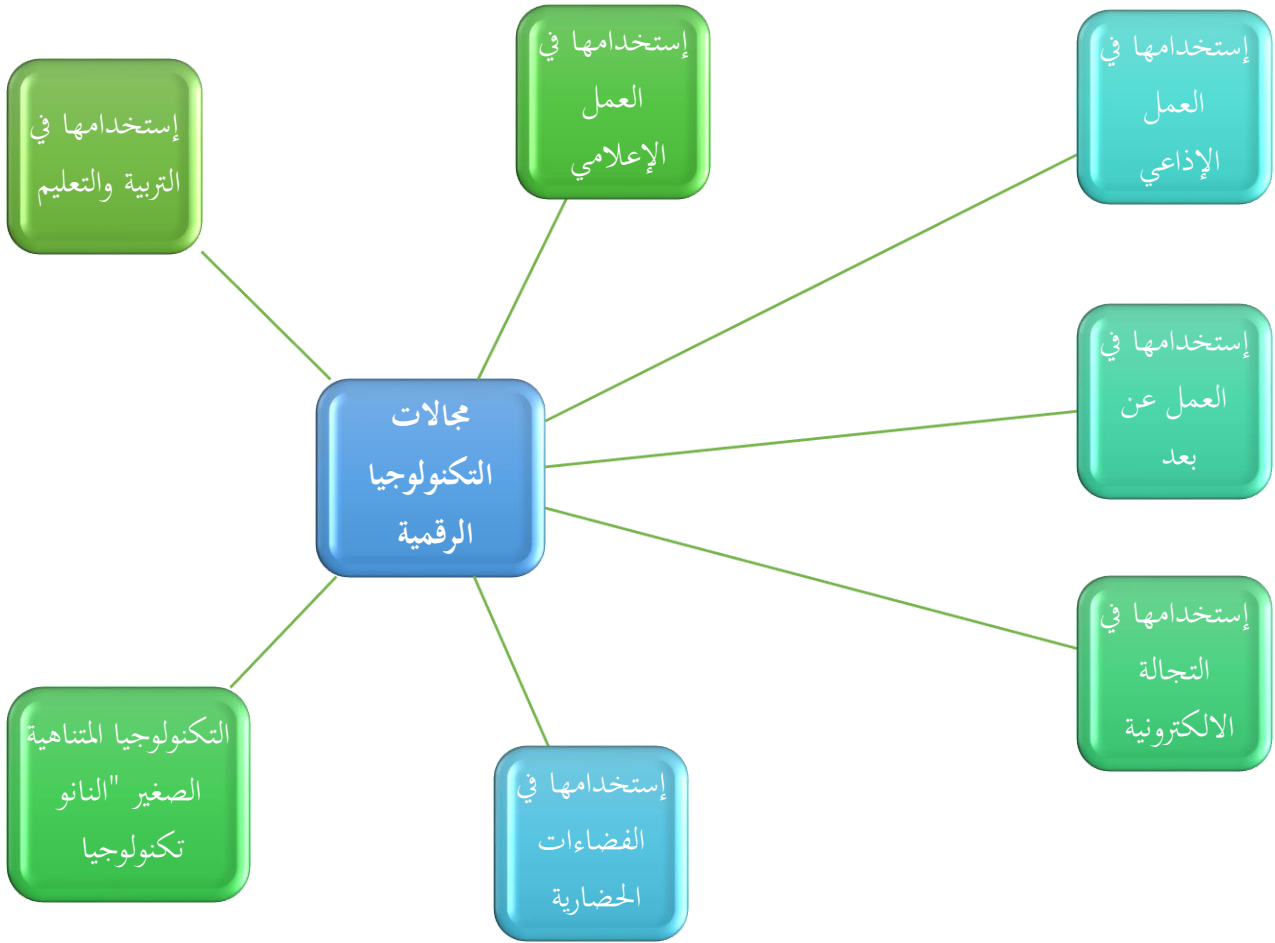 إستخدامها في
العمل
الإذاعي
إستخدامها في
العمل
الإعلامي
إستخدامها في
التربية والتعليم
إستخدامها في
العمل عن
بعد
مجالات
التكنولوجيا
الرقمية
إستخدامها في
التجالة
الالكترونية
التكنولوجيا المتناهية
الصغير "النانو
تكنولوجيا
إستخدامها في
الفضاءات
الحضارية